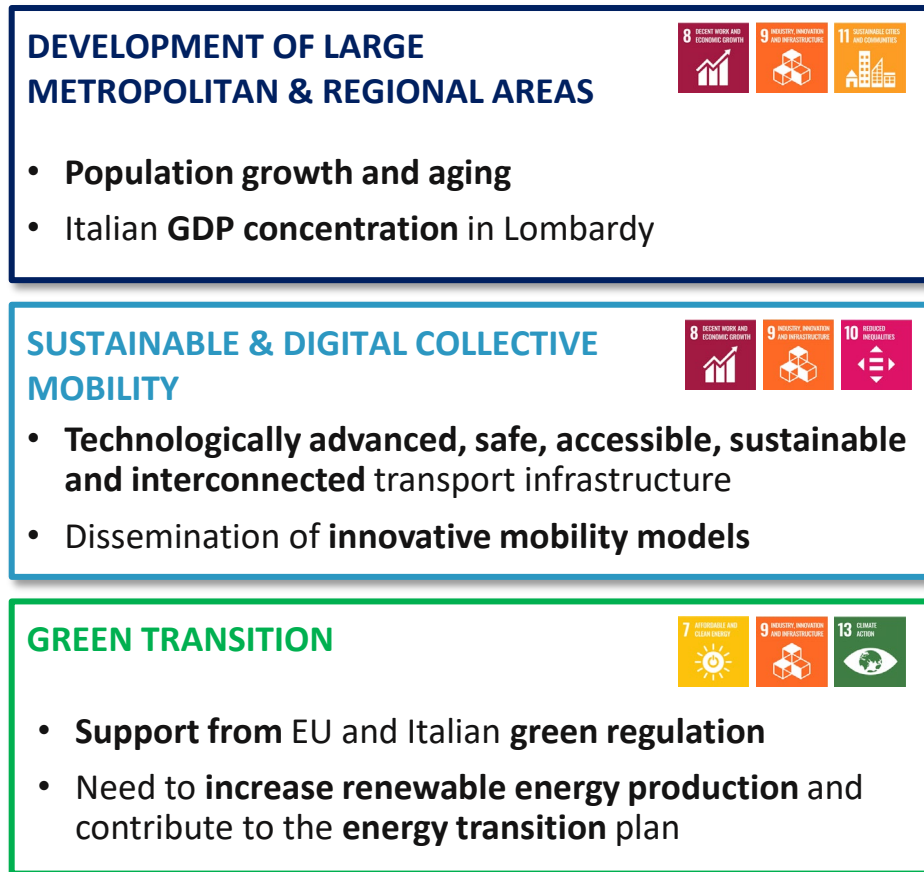 DEVELOPMENT OF LARGE
METROPOLITAN & REGIONAL AREAS
8 DECENT WORK AND
ECONOMIC GROWTH
9 INDUSTRY, INNOVATION
AND INFRASTRUCTURE
11 SUSTAINABLE CITIES
AND COMMUNITIES
• Population growth and aging
• Italian GDP concentration in Lombardy
SUSTAINABLE & DIGITAL COLLECTIVE
MOBILITY
8 DECENT WORK AND
ECONOMIC GROWTH
9 INDUSTRY, INNOVATION
AND INFRASTRUCTURE
10 REDUCED
INEQUALITIES
• Technologically advanced, safe, accessible, sustainable
and interconnected transport infrastructure
• Dissemination of innovative mobility models
GREEN TRANSITION
7 AFFORDABLE AND
CLEAN ENERGY
9 INDUSTRY, INNOVATION
AND INFRASTRUCTURE
13 CLIMATE
ACTION
• Support from EU and Italian green regulation
• Need to increase renewable energy production and
contribute to the energy transition plan